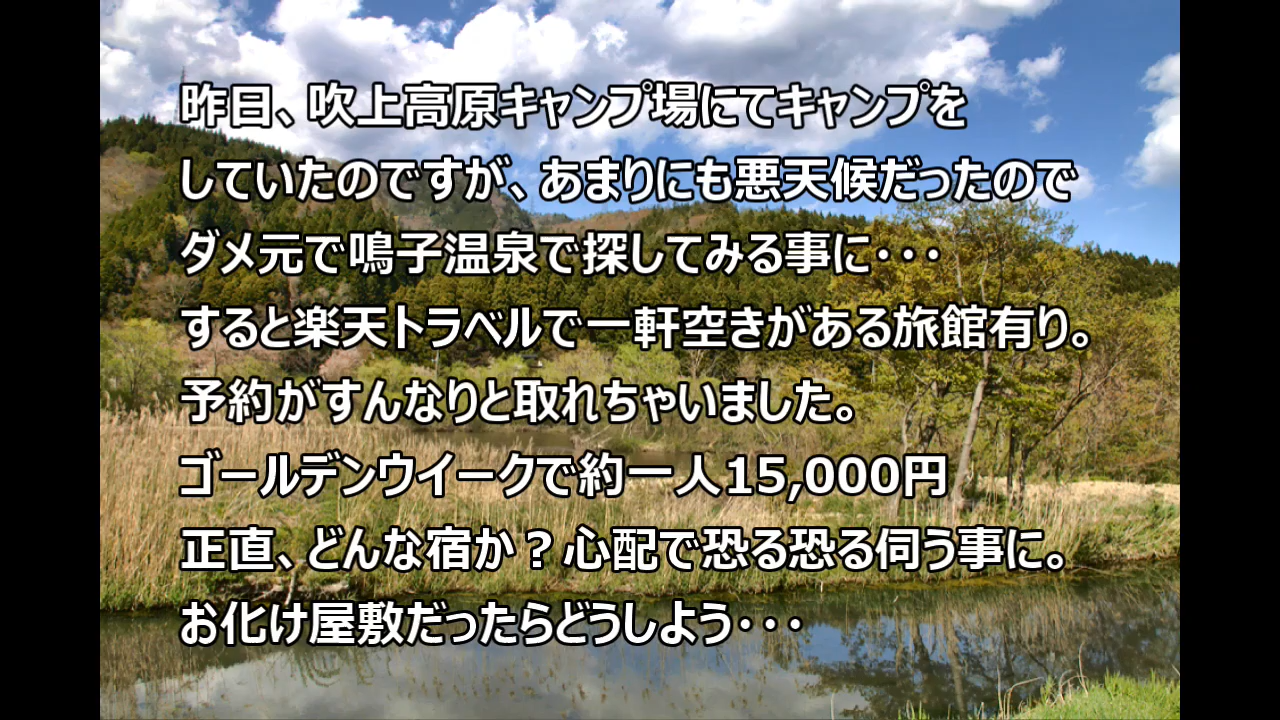 昨日、吹上高原キャンプ場にてキャンプを
していたのですが、あまりにも悪天候だったので
ダメ元で鳴子温泉で探してみる事に・・・
すると楽天トラベルで一軒空きがある旅館有り。
予約がすんなりと取れちゃいました。
ゴールデンウイークで約一人15,000円
正直、どんな宿か？心配で恐る恐る伺う事に。
お化け屋敷だったらどうしよう・・・